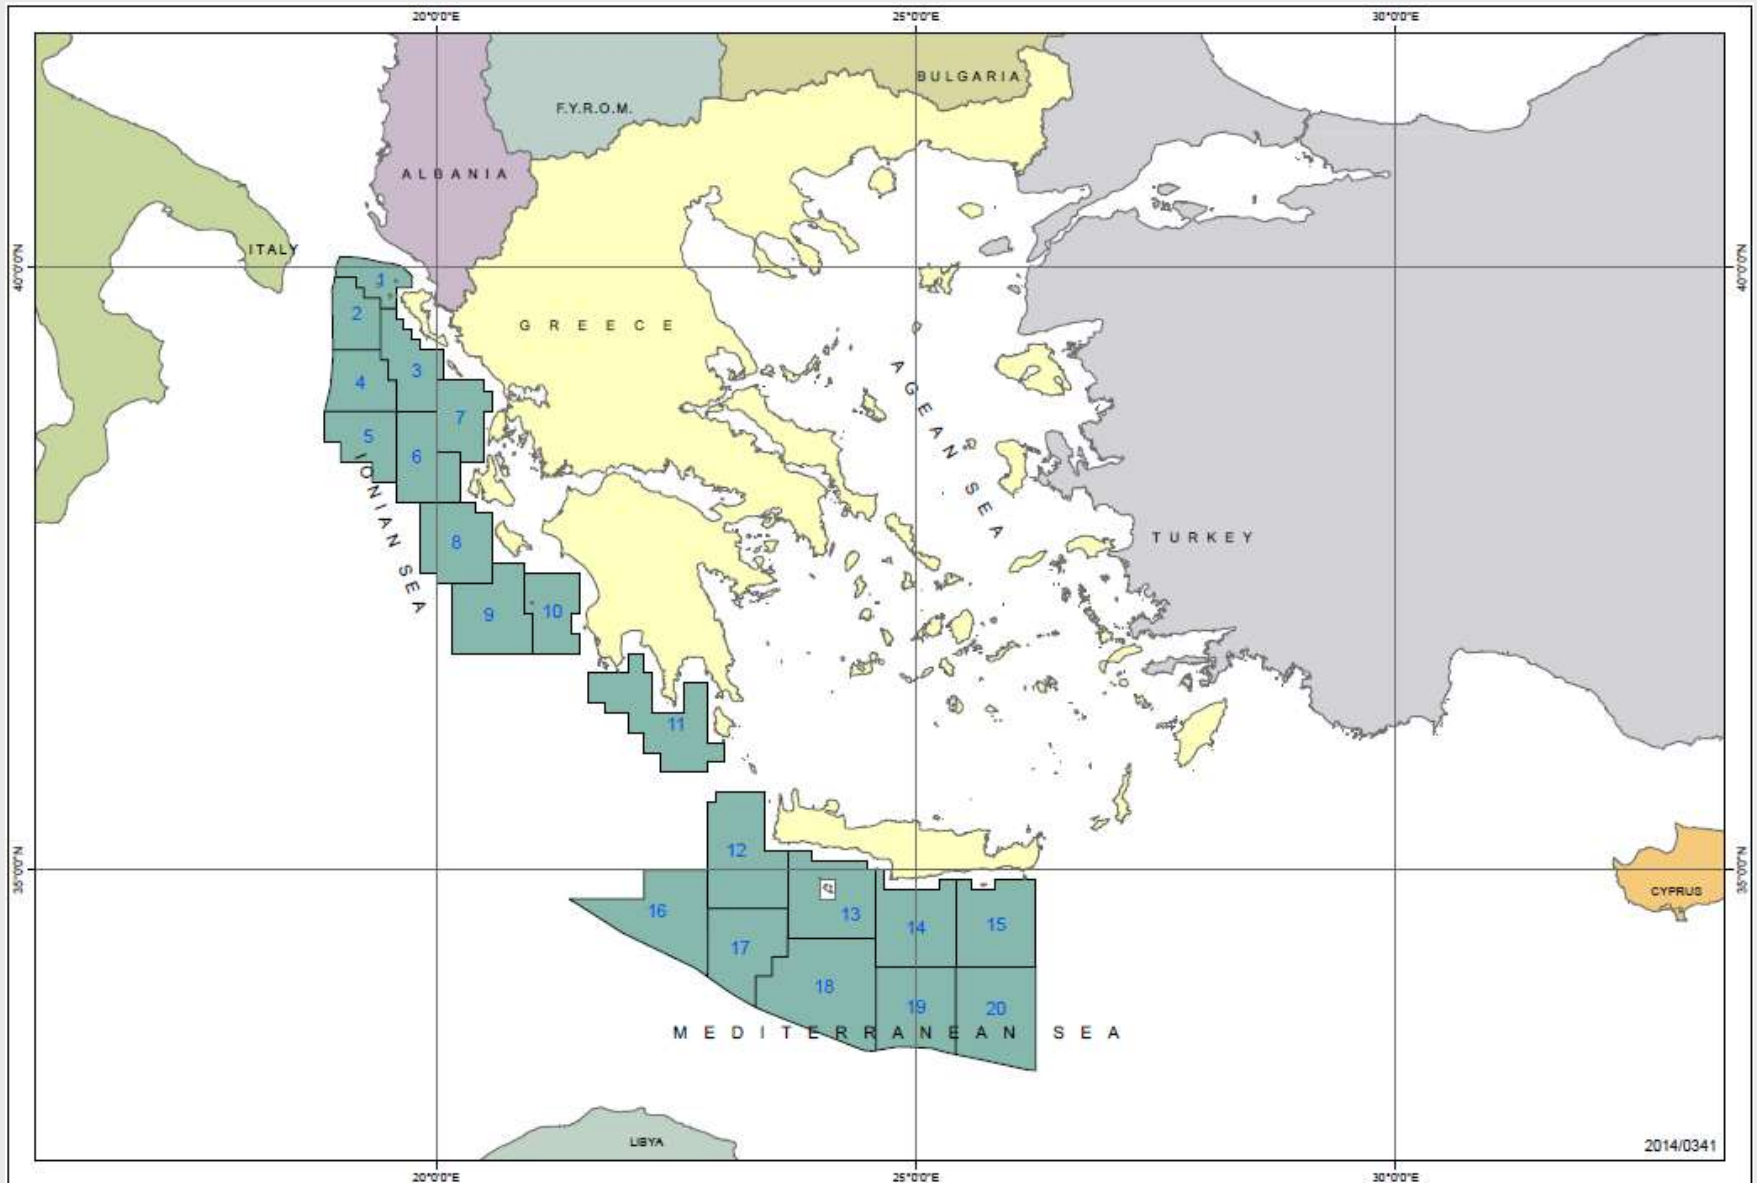 20°0'0"E 25°0'0"E 30°0'0"E
BULGARIA
F.Y.R.O.M.
ALBANIA
ITALY
40°0'0"N 40°0'0"N
1
2
GREECE
3
4
AGEAN SEA
7
5
6
IONIAN SEA
TURKEY
8
9
10
11
12
35°0'0"N 35°0'0"N
CYPRUS
16
13
14
15
17
18
19
20
MEDITERRANEAN SEA
LIBYA
2014/0341
20°0'0"E 25°0'0"E 30°0'0"E